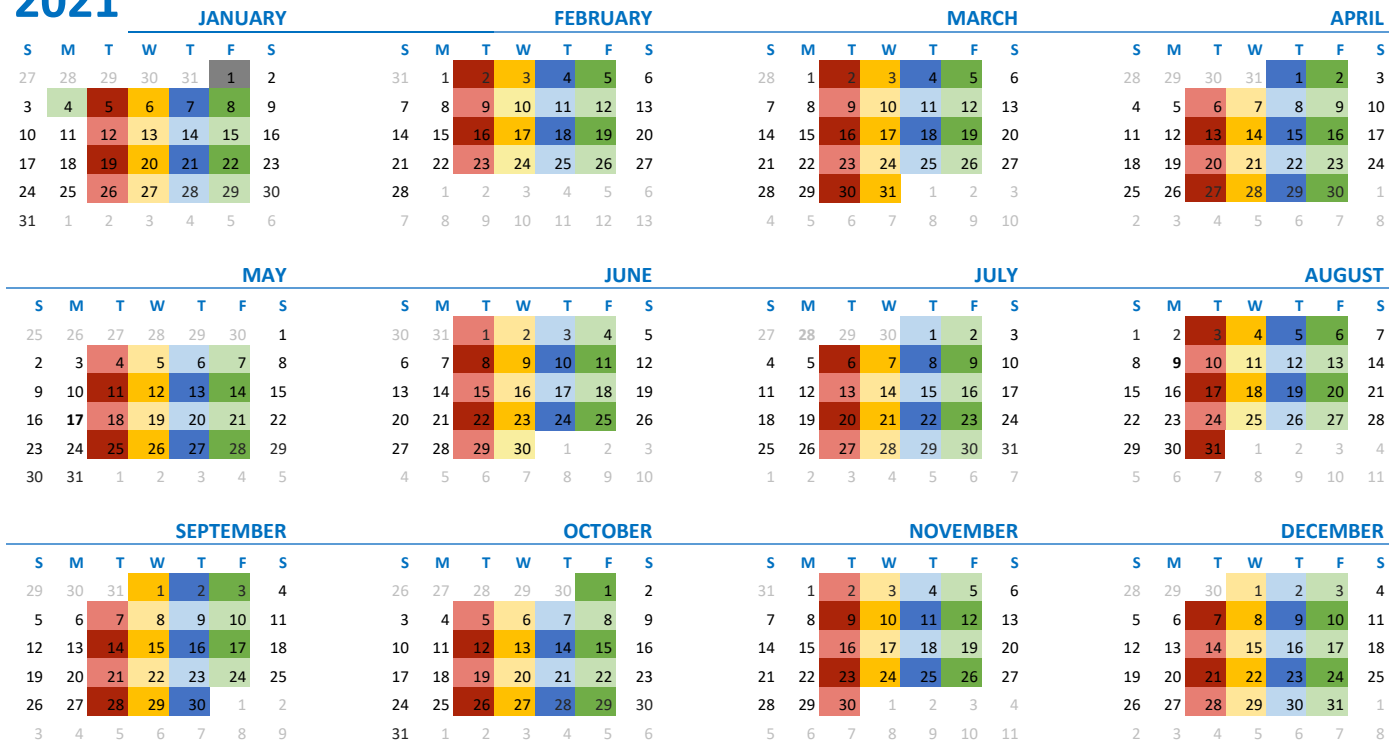 2021
JANUARY FEBRUARY MARCH APRIL
S M T W T F S S M T W T F S S M T W T F S S M T W T F S
27 28 29 30 31 1 2 31 1 2 3 4 5 6 28 1 2 3 4 5 6 28 29 30 31 1 2 3
3 4 5 6 7 8 9 7 8 9 10 11 12 13 7 8 9 10 11 12 13 4 5 6 7 8 9 10
10 11 12 13 14 15 16 14 15 16 17 18 19 20 14 15 16 17 18 19 20 11 12 13 14 15 16 17
17 18 19 20 21 22 23 21 22 23 24 25 26 27 21 22 23 24 25 26 27 18 19 20 21 22 23 24
24 25 26 27 28 29 30 28 1 2 3 4 5 6 28 29 30 31 1 2 3 25 26 27 28 29 30 1
31 1 2 3 4 5 6 7 8 9 10 11 12 13 4 5 6 7 8 9 10 2 3 4 5 6 7 8
MAY JUNE JULY AUGUST
S M T W T F S S M T W T F S S M T W T F S S M T W T F S
25 26 27 28 29 30 1 30 31 1 2 3 4 5 27 28 29 30 1 2 3 1 2 3 4 5 6 7
2 3 4 5 6 7 8 6 7 8 9 10 11 12 4 5 6 7 8 9 10 8 9 10 11 12 13 14
9 10 11 12 13 14 15 13 14 15 16 17 18 19 11 12 13 14 15 16 17 15 16 17 18 19 20 21
16 17 18 19 20 21 22 20 21 22 23 24 25 26 18 19 20 21 22 23 24 22 23 24 25 26 27 28
23 24 25 26 27 28 29 27 28 29 30 1 2 3 25 26 27 28 29 30 31 29 30 31 1 2 3 4
30 31 1 2 3 4 5 4 5 6 7 8 9 10 1 2 3 4 5 6 7 5 6 7 8 9 10 11
SEPTEMBER OCTOBER NOVEMBER DECEMBER
S M T W T F S S M T W T F S S M T W T F S S M T W T F S
29 30 31 1 2 3 4 26 27 28 29 30 1 2 31 1 2 3 4 5 6 28 29 30 1 2 3 4
5 6 7 8 9 10 11 3 4 5 6 7 8 9 7 8 9 10 11 12 13 5 6 7 8 9 10 11
12 13 14 15 16 17 18 10 11 12 13 14 15 16 14 15 16 17 18 19 20 12 13 14 15 16 17 18
19 20 21 22 23 24 25 17 18 19 20 21 22 23 21 22 23 24 25 26 27 19 20 21 22 23 24 25
26 27 28 29 30 1 2 24 25 26 27 28 29 30 28 29 30 1 2 3 4 26 27 28 29 30 31 1
3 4 5 6 7 8 9 31 1 2 3 4 5 6 5 6 7 8 9 10 11 2 3 4 5 6 7 8